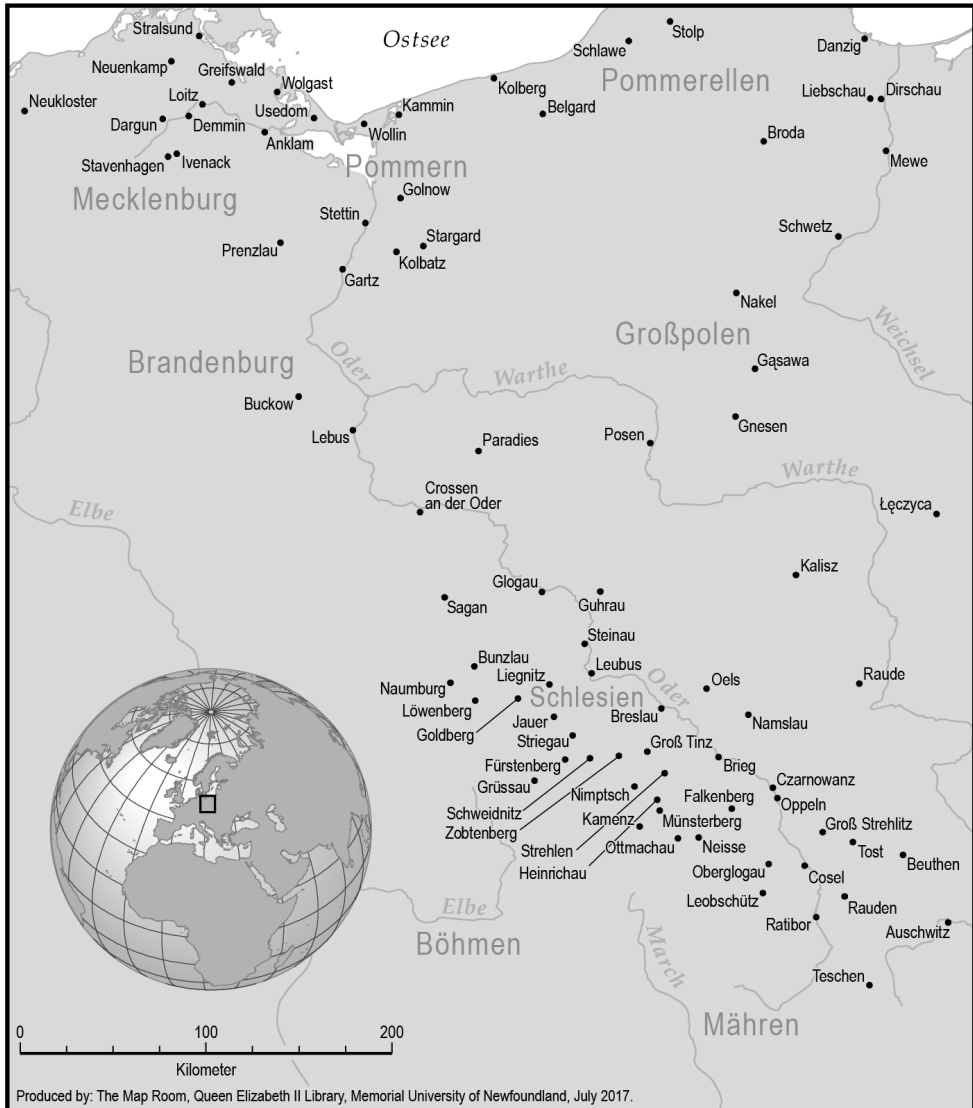 Stralsund
Ostsee
Stolp
Schlawe
Danzig
Neuenkamp
Greifswald
Pommerellen
Wolgast
Kolberg
Neukloster
Loitz
Usedom
Kammin
Belgard
Liebschau
Dirschau
Dargun
Demmin
Anklam
Wollin
Broda
Stavenhagen
Ivenack
Pommern
Mewe
Mecklenburg
Golnow
Stettin
Stargard
Schwetz
Prenzlau
Kolbatz
Gartz
Nakel
Weichsel
Großpolen
Brandenburg
Oder
Warthe
Gąsawa
Buckow
Gnesen
Lebus
Paradies
Posen
Warthe
Crossen
an der Oder
Elbe
Łęczyca
Kalisz
Glogau
Sagan
Guhrau
Steinau
Bunzlau
Leubus
Liegnitz
Oder
Oels
Raude
Naumburg
Schlesien
Löwenberg
Breslau
Namslau
Goldberg
Jauer
Striegau
Groß Tinz
Brieg
Fürstenberg
Grüssau
Czarnowanz
Nimptsch
Falkenberg
Oppeln
Schweidnitz
Kamenz
Münsterberg
Groß Strehlitz
Zobtenberg
Strehlen
Ottmachau
Neisse
Tost
Beuthen
Heinrichau
Oberglogau
Cosel
Leobschütz
Rauden
Elbe
Ratibor
Auschwitz
Böhmen
March
Teschen
Mähren
0 100 200
Kilometer
Produced by: The Map Room, Queen Elizabeth II Library, Memorial University of Newfoundland, July 2017.